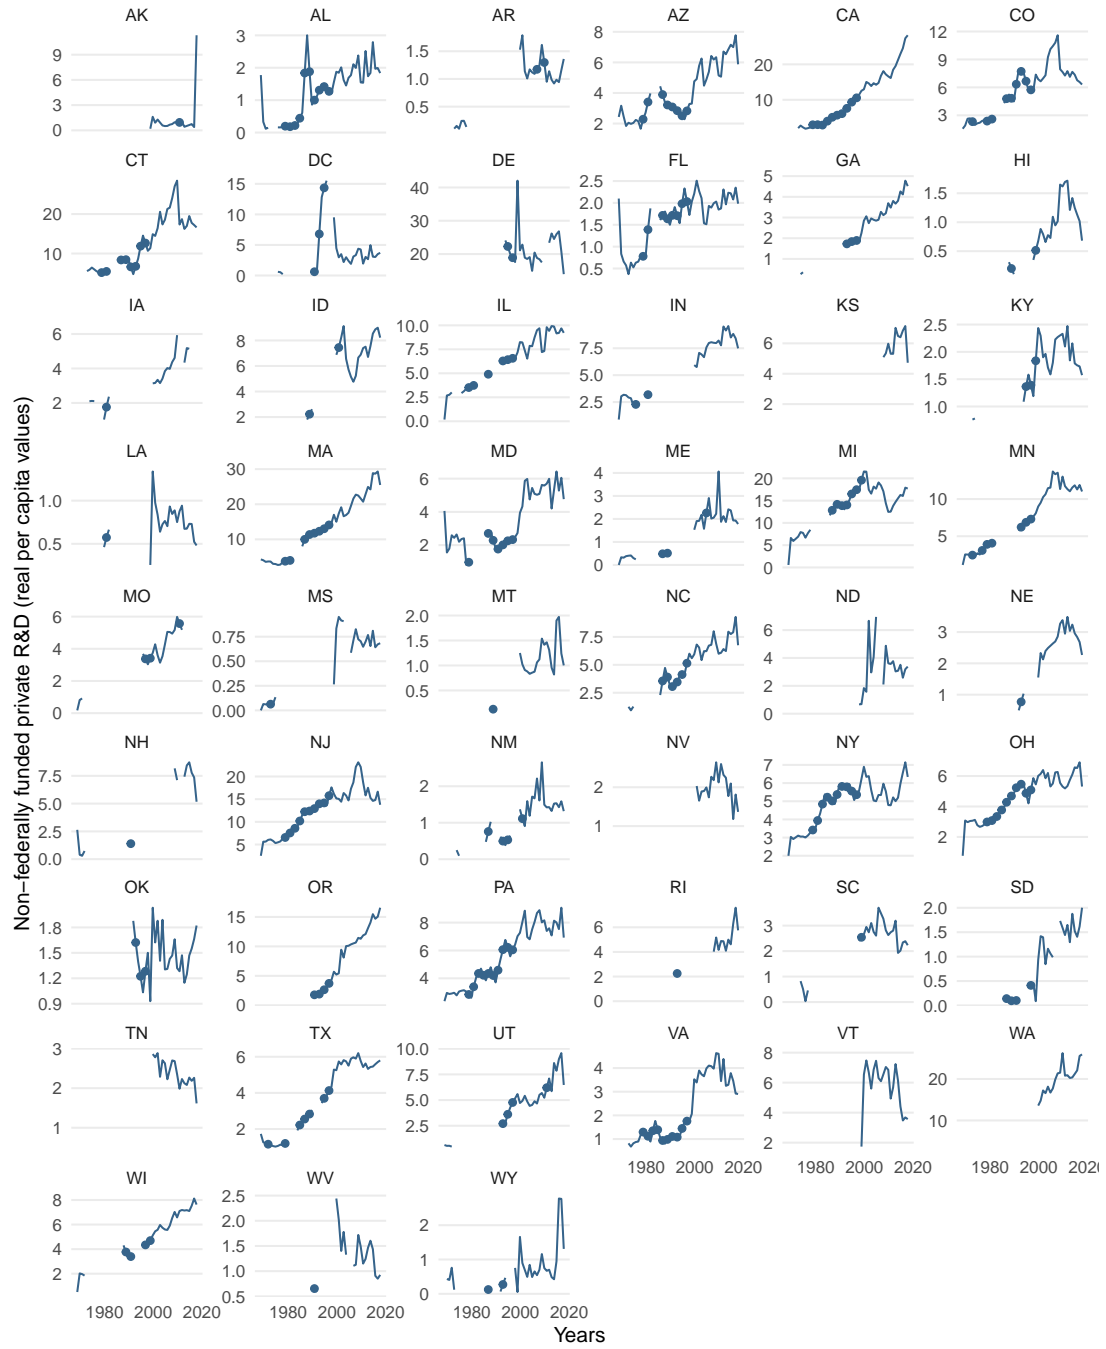 AK AL AR AZ CA CO
9 6 3 0
3 2 1 0
1.5 1.0 0.5
8 6 4 2
20 10
12 9 6 3
CT DC DE FL GA HI
20 10
15 10 5 0
40 30 20
2.5 2.0 1.5 1.0 0.5
5 4 3 2 1
1.5 1.0 0.5
IA ID IL IN KS KY
6 4 2
8 6 4 2
10.0 7.5 5.0 2.5 0.0
7.5 5.0 2.5
6 4 2
2.5 2.0 1.5 1.0
LA MA MD ME MI MN
1.0 0.5
30 20 10
6 4 2
4 3 2 1 0
20 15 10 5 0
10 5
MO MS MT NC ND NE
6 4 2 0
0.75 0.50 0.25 0.00
2.0 1.5 1.0 0.5
7.5 5.0 2.5
6 4 2 0
3 2 1
NH NJ NM NV NY OH
7.5 5.0 2.5 0.0
20 15 10 5
2 1 0
2 1
7 6 5 4 3 2
6 4 2
OK OR PA RI SC SD
1.8 1.5 1.2 0.9
15 10 5 0
8 6 4
6 4 2 0
3 2 1 0
2.0 1.5 1.0 0.5 0.0
TN TX UT VA VT WA
3 2 1
6 4 2
10.0 7.5 5.0 2.5
4 3 2 1
8 6 4 2
20 10
1980 2000 2020 1980 2000 2020 1980 2000 2020
WI WV WY
8 6 4 2
2.5 2.0 1.5 1.0 0.5
2 1 0
1980 2000 2020 1980 2000 2020 1980 2000 2020
Years
Non−federally funded private R&D (real per capita values)